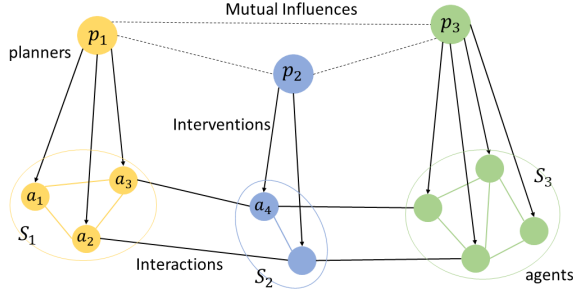 Mutual Influences
p₁
p₃
planners
p₂
Interventions
a₁
a₃
a₂
a₄
S₁
S₃
Interactions
S₂
agents